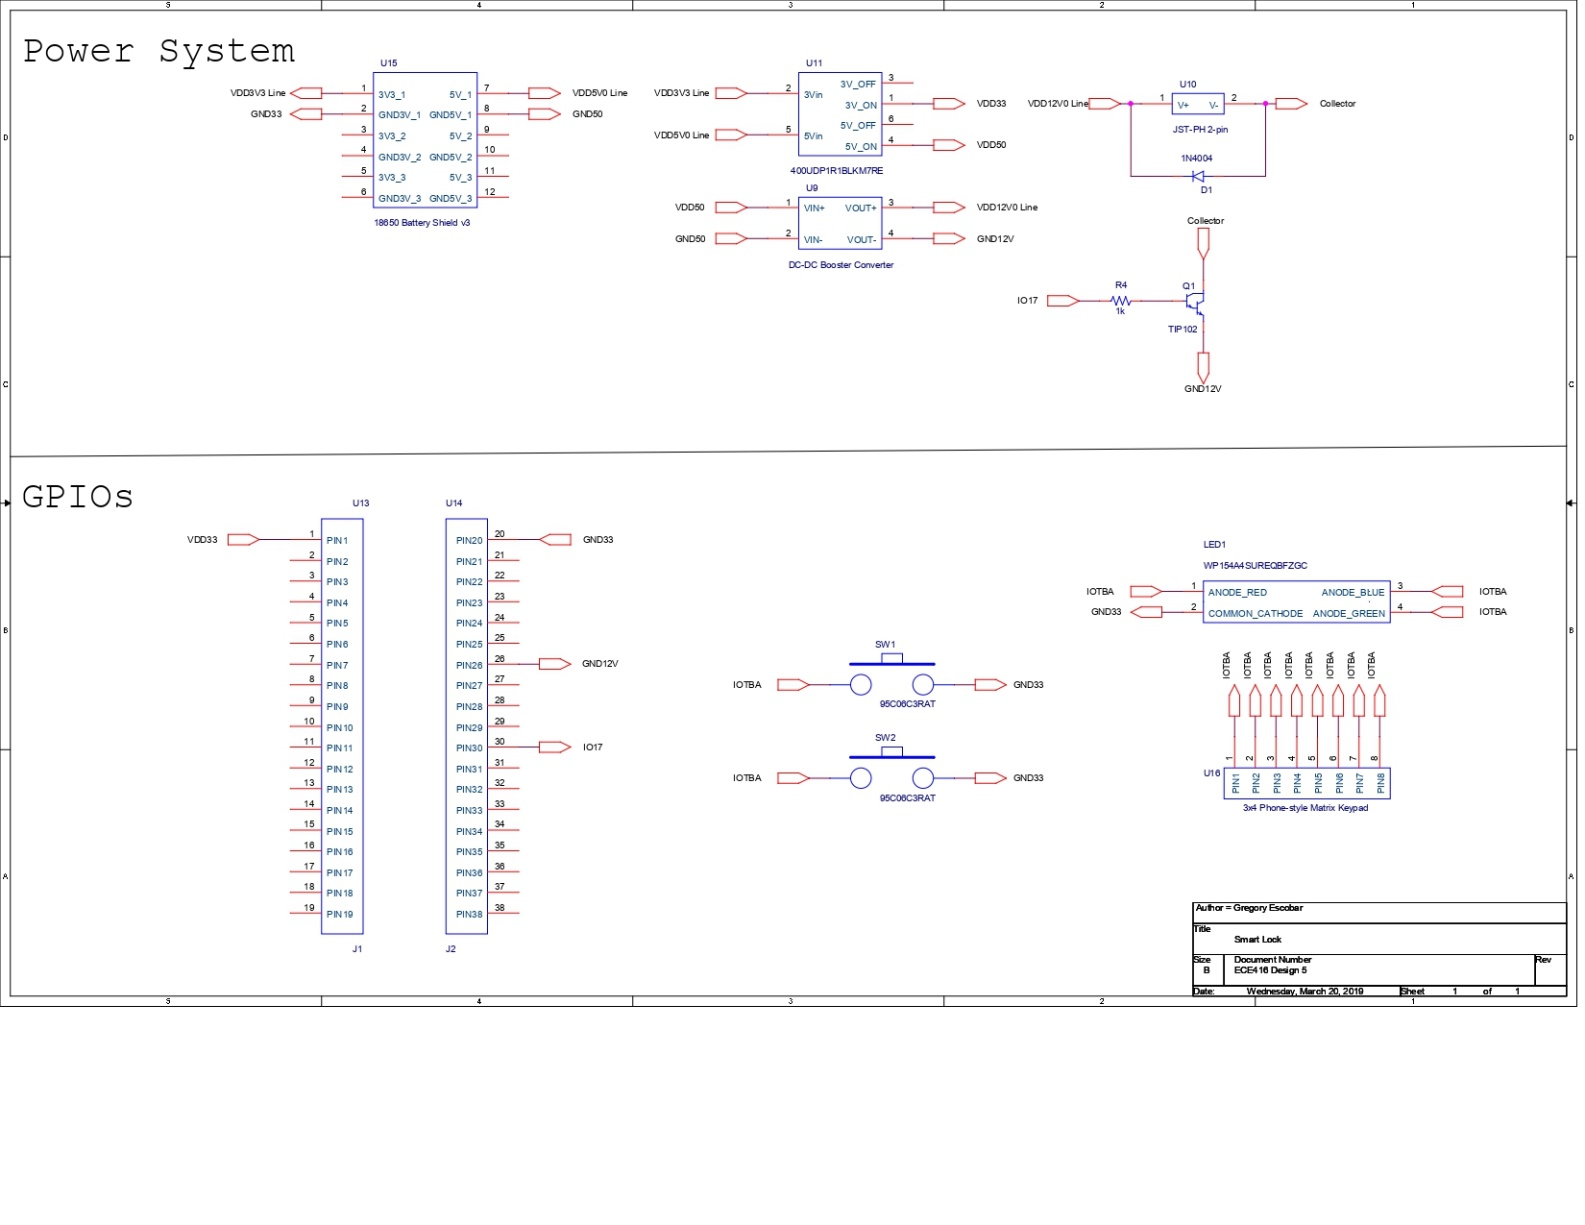 5 4 3 2 1
Power System
U15
VDD3V3 Line 1 3V3_1 5V_1 7 VDD5V0 Line
GND33 2 GND3V_1 GND5V_1 8 GND50
3 3V3_2 5V_2 9
4 GND3V_2 GND5V_2 10
5 3V3_3 5V_3 11
6 GND3V_3 GND5V_3 12
18650 Battery Shield v3
U11
VDD3V3 Line 2 3Vin 3V_OFF 3
3V_ON 1 VDD33
VDD5V0 Line 5 5Vin 5V_OFF 6
5V_ON 4 VDD50
400UDP1R1BLKM7RE
U9
VDD50 1 VIN+ VOUT+ 3 VDD12V0 Line
GND50 2 VIN- VOUT- 4 GND12V
DC-DC Booster Converter
U10
VDD12V0 Line 1 V+ V- 2 Collector
JST-PH 2-pin
1N4004
D1
Collector
IO17 R4 Q1
1k
TIP102
GND12V
D D
C C
GPIOs
U13
VDD33 1 PIN1
2 PIN2
3 PIN3
4 PIN4
5 PIN5
6 PIN6
7 PIN7
8 PIN8
9 PIN9
10 PIN10
11 PIN11
12 PIN12
13 PIN13
14 PIN14
15 PIN15
16 PIN16
17 PIN17
18 PIN18
19 PIN19
J1
U14
PIN20 20 GND33
PIN21 21
PIN22 22
PIN23 23
PIN24 24
PIN25 25
PIN26 26 GND12V
PIN27 27
PIN28 28
PIN29 29
PIN30 30 IO17
PIN31 31
PIN32 32
PIN33 33
PIN34 34
PIN35 35
PIN36 36
PIN37 37
PIN38 38
J2
SW1
IOTBA GND33
95C06C3RAT
SW2
IOTBA GND33
95C06C3RAT
LED1
WP154A4SUREQBFZGC
IOTBA 1 ANODE_RED ANODE_BLUE 3 IOTBA
GND33 2 COMMON_CATHODE ANODE_GREEN 4 IOTBA
IOTBA IOTBA IOTBA IOTBA IOTBA IOTBA IOTBA IOTBA
1 2 3 4 5 6 7 8
U16 PIN1 PIN2 PIN3 PIN4 PIN5 PIN6 PIN7 PIN8
3x4 Phone-style Matrix Keypad
B B
A A
Author = Gregory Escobar
Title
Smart Lock
Size Document Number Rev
B ECE416 Design 5
Date: Wednesday, March 20, 2019 Sheet 1 of 1
5 4 3 2 1